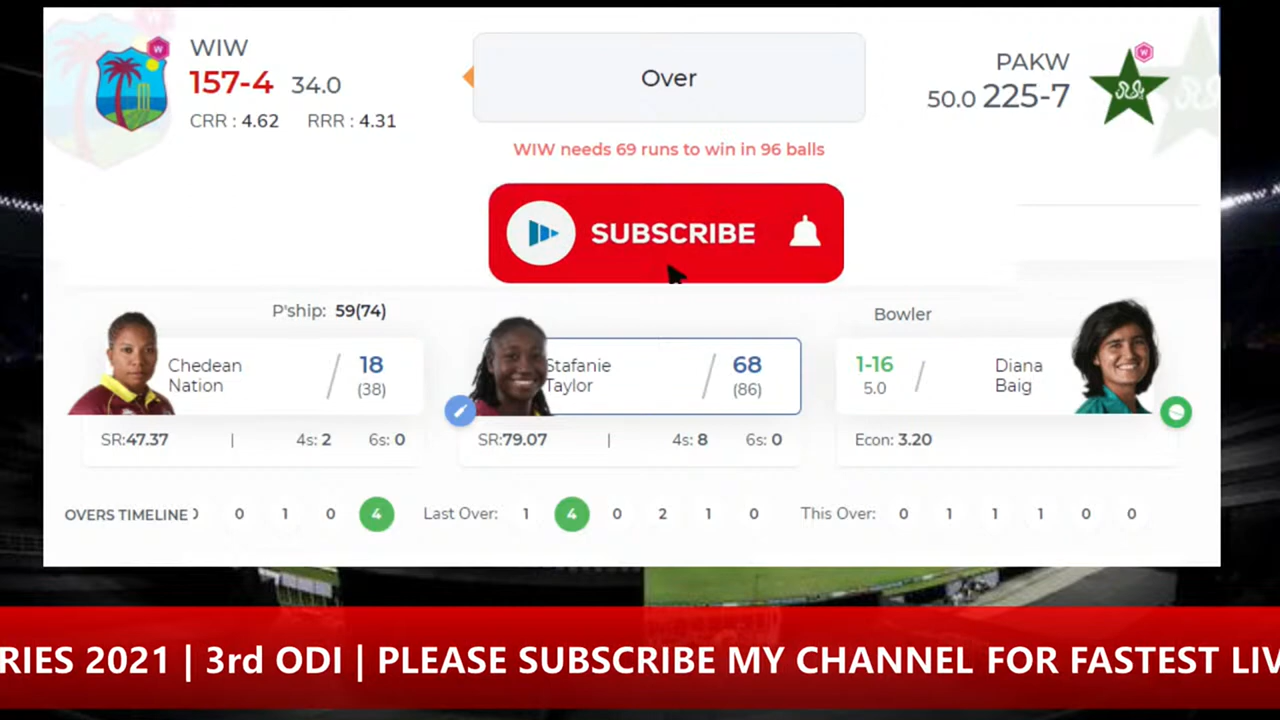 WIW
157-4 34.0
CRR : 4.62 RRR : 4.31
Over
PAKW
50.0 225-7
WIW needs 69 runs to win in 96 balls
SUBSCRIBE
P'ship: 59(74)
Chedean
Nation
18
(38)
SR:47.37 | 4s: 2 6s: 0
Stafanie
Taylor
68
(86)
SR:79.07 | 4s: 8 6s: 0
Bowler
1-16
5.0
Diana
Baig
Econ: 3.20
OVERS TIMELINE 0 1 0 4 Last Over: 1 4 0 2 1 0 This Over: 0 1 1 1 0 0
RIES 2021 | 3rd ODI | PLEASE SUBSCRIBE MY CHANNEL FOR FASTEST LIV